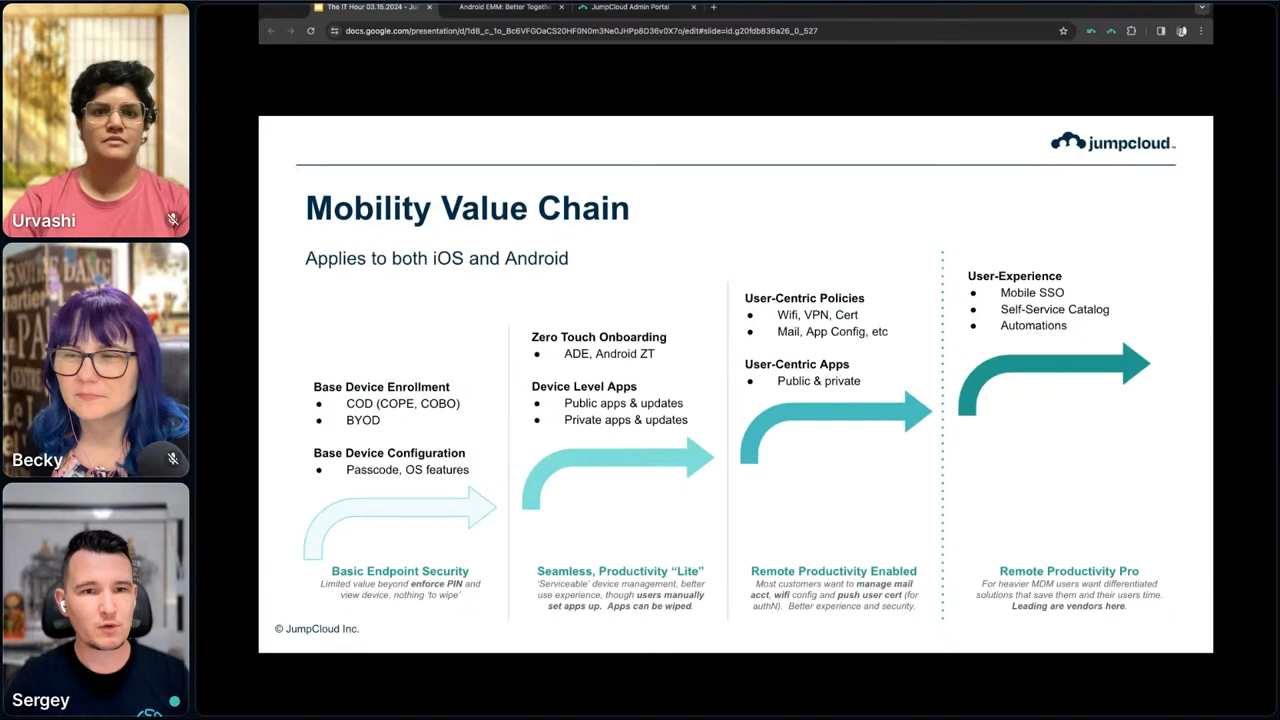 The IT Hour 03.15.2024 - Ju
Android EMM: Better Togeth
JumpCloud Admin Portal
docs.google.com/presentation/d/1d8_c_1o_Bc6VFGOaCS20HF0N0m3Ne0JHPp8D36v0X7o/edit#slide=id.g20fdb836a26_0_527
jumpcloud
Mobility Value Chain
Applies to both iOS and Android
Base Device Enrollment
COD (COPE, COBO)
BYOD
Base Device Configuration
Passcode, OS features
Basic Endpoint Security
Limited value beyond enforce PIN and
view device, nothing 'to wipe'
Zero Touch Onboarding
ADE, Android ZT
Device Level Apps
Public apps & updates
Private apps & updates
Seamless, Productivity “Lite”
'Serviceable' device management, better
use experience, though users manually
set apps up. Apps can be wiped.
User-Centric Policies
Wifi, VPN, Cert
Mail, App Config, etc
User-Centric Apps
Public & private
Remote Productivity Enabled
Most customers want to manage mail
acct, wifi config and push user cert (for
authN). Better experience and security.
User-Experience
Mobile SSO
Self-Service Catalog
Automations
Remote Productivity Pro
For heavier MDM users want differentiated
solutions that save them and their users time.
Leading are vendors here.
© JumpCloud Inc.
Urvashi
Becky
Sergey